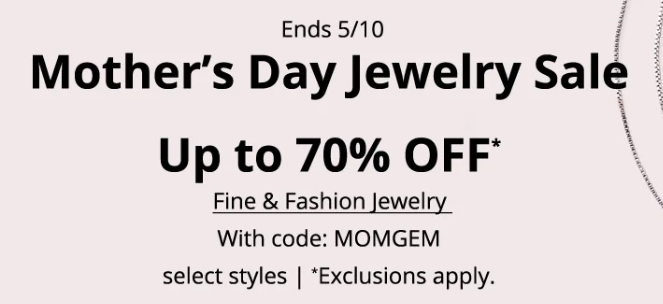 Ends 5/10
Mother's Day Jewelry Sale
Up to 70% OFF*
Fine & Fashion Jewelry
With code: MOMGEM
select styles | *Exclusions apply.